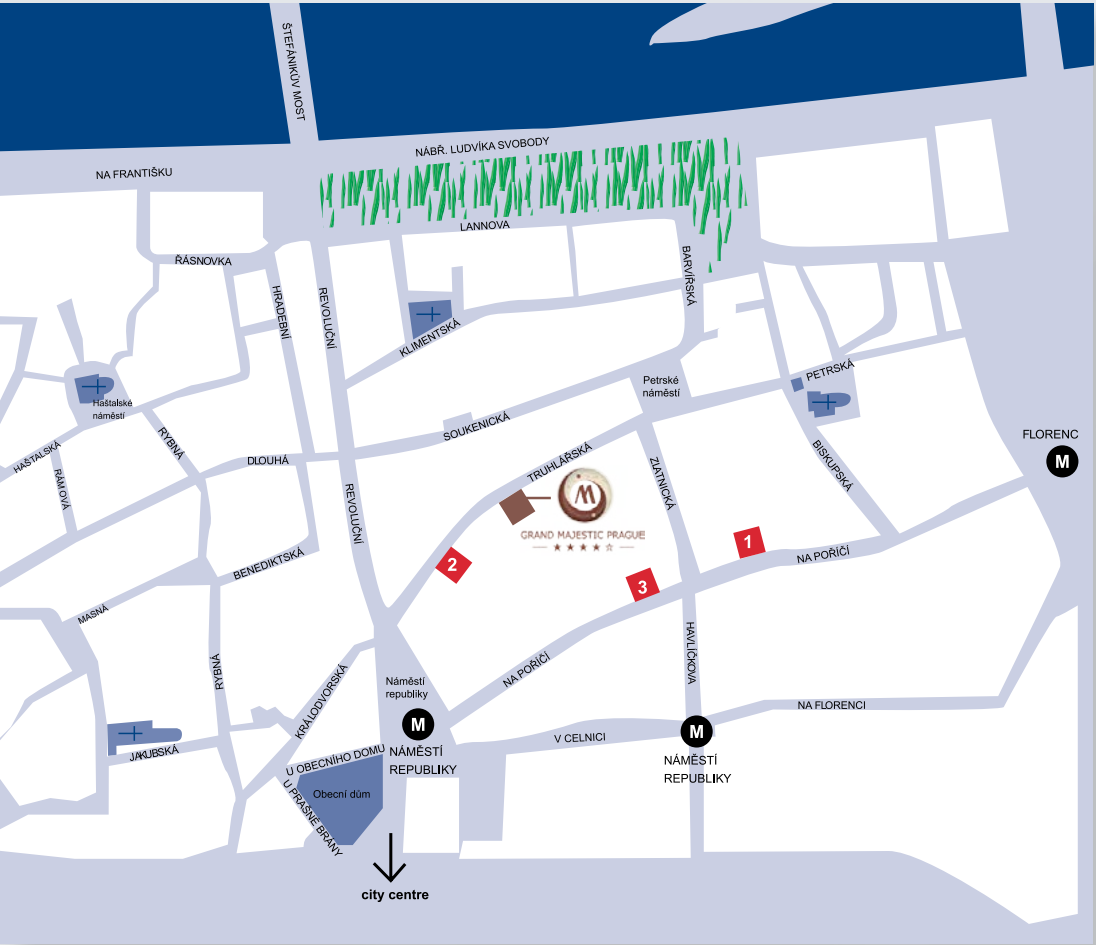 ŠTEFÁNIKŮV MOST
NÁBŘ. LUDVÍKA SVOBODY
NA FRANTIŠKU
LANNOVA
ŘÁSNOVKA
BARVÍŘSKÁ
HRADEBNÍ
REVOLUČNÍ
KLIMENTSKÁ
PETRSKÁ
Petrské
náměstí
Haštalské
náměstí
SOUKENICKÁ
RYBNÁ
HAŠTALSKÁ
DLOUHÁ
RÁMOVÁ
TRUHLÁŘSKÁ
ZLATNICKÁ
BISKUPSKÁ
FLORENC
M
REVOLUČNÍ
M
GRAND MAJESTIC PRAGUE
1
2
3
NA POŘÍČÍ
BENEDIKTSKÁ
MASNÁ
RYBNÁ
HAVLÍČKOVA
KRÁLODVORSKÁ
NA POŘÍČÍ
Náměstí
republiky
M
NÁMĚSTÍ
REPUBLIKY
NA FLORENCI
V CELNICI
M
NÁMĚSTÍ
REPUBLIKY
JAKUBSKÁ
U OBECNÍHO DOMU
Obecní dům
U PRAŠNÉ BRANY
city centre